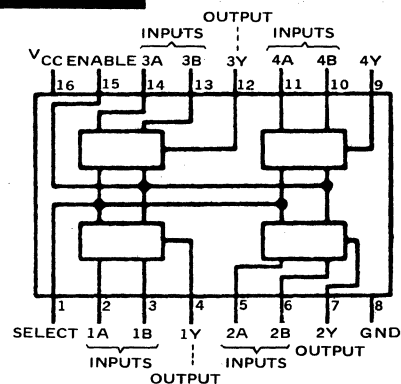 OUTPUT
INPUTS INPUTS
VCC ENABLE 3A 3B 3Y 4A 4B 4Y
16 15 14 13 12 11 10 9
1 2 3 4 5 6 7 8
SELECT 1A 1B 1Y 2A 2B 2Y GND
INPUTS INPUTS OUTPUT
OUTPUT